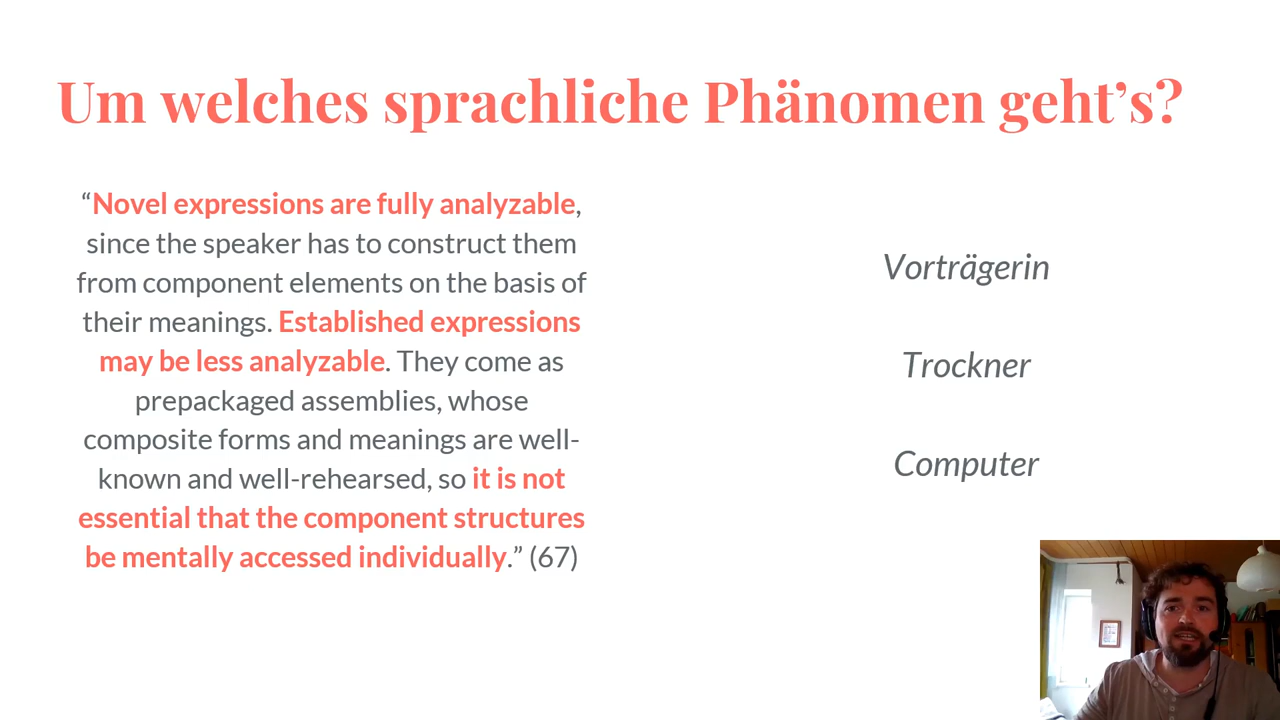 Um welches sprachliche Phänomen geht’s?
“Novel expressions are fully analyzable,
since the speaker has to construct them
from component elements on the basis of
their meanings. Established expressions
may be less analyzable. They come as
prepackaged assemblies, whose
composite forms and meanings are well-
known and well-rehearsed, so it is not
essential that the component structures
be mentally accessed individually.” (67)
Vorträgerin
Trockner
Computer